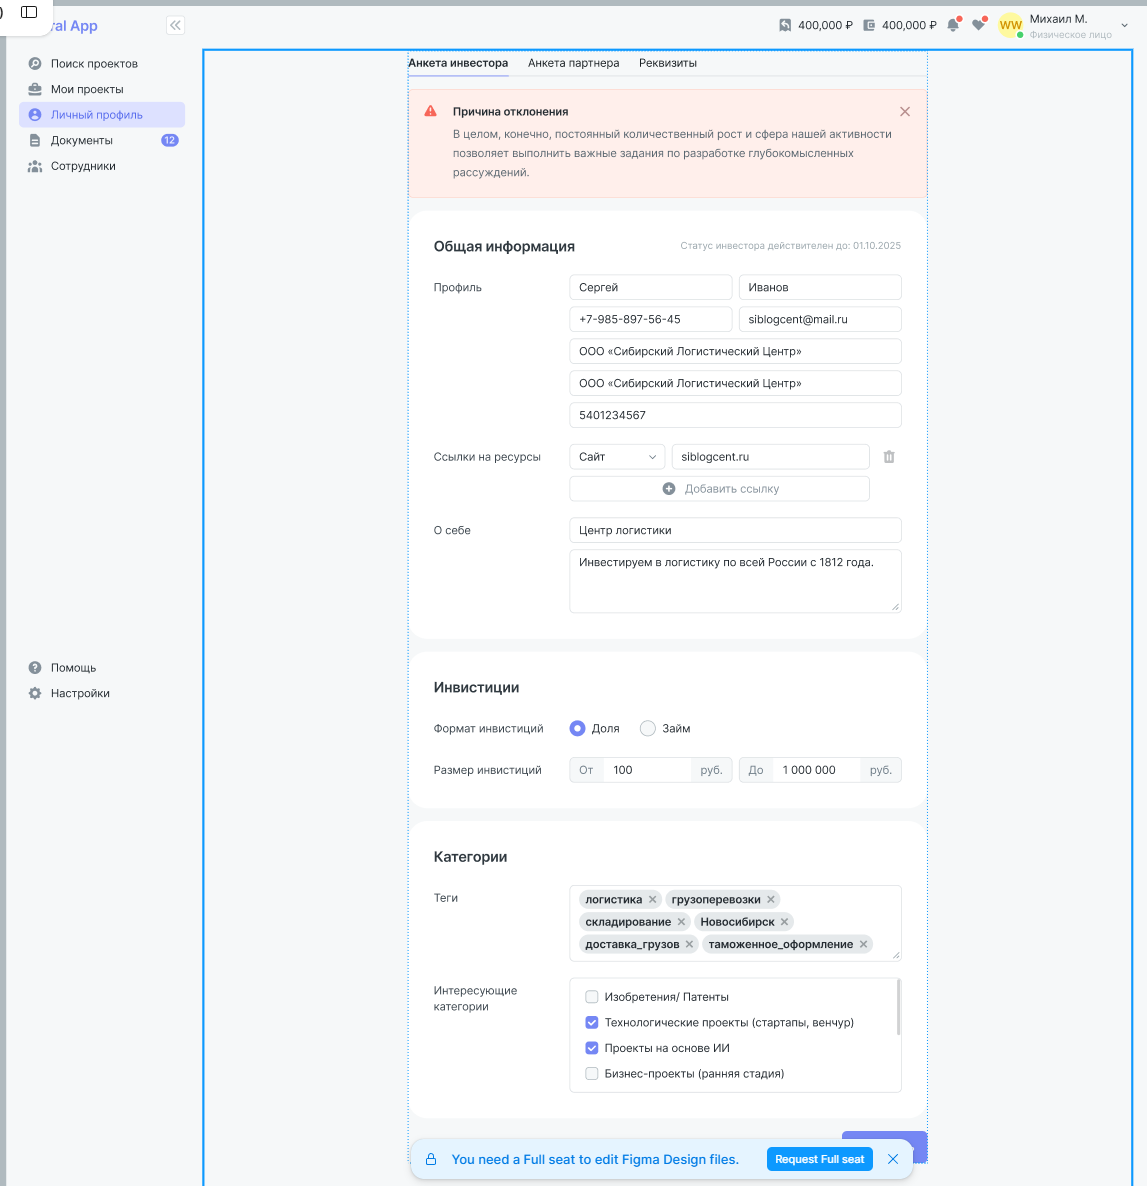 ral App
400,000 ₽
400,000 ₽
WW
Михаил М.
Физическое лицо
Поиск проектов
Мои проекты
Личный профиль
Документы
12
Сотрудники
Помощь
Настройки
Анкета инвестора
Анкета партнера
Реквизиты
Причина отклонения
В целом, конечно, постоянный количественный рост и сфера нашей активности
позволяет выполнить важные задания по разработке глубокомысленных
рассуждений.
Общая информация
Статус инвестора действителен до: 01.10.2025
Профиль
Сергей
Иванов
+7-985-897-56-45
siblogcent@mail.ru
ООО «Сибирский Логистический Центр»
ООО «Сибирский Логистический Центр»
5401234567
Ссылки на ресурсы
Сайт
siblogcent.ru
Добавить ссылку
О себе
Центр логистики
Инвестируем в логистику по всей России с 1812 года.
Инвестиции
Формат инвестиций
Доля
Займ
Размер инвестиций
От
100
руб.
До
1 000 000
руб.
Категории
Теги
логистика
грузоперевозки
складирование
Новосибирск
доставка_грузов
таможенное_оформление
Интересующие
категории
Изобретения/ Патенты
Технологические проекты (стартапы, венчур)
Проекты на основе ИИ
Бизнес-проекты (ранняя стадия)
You need a Full seat to edit Figma Design files.
Request Full seat